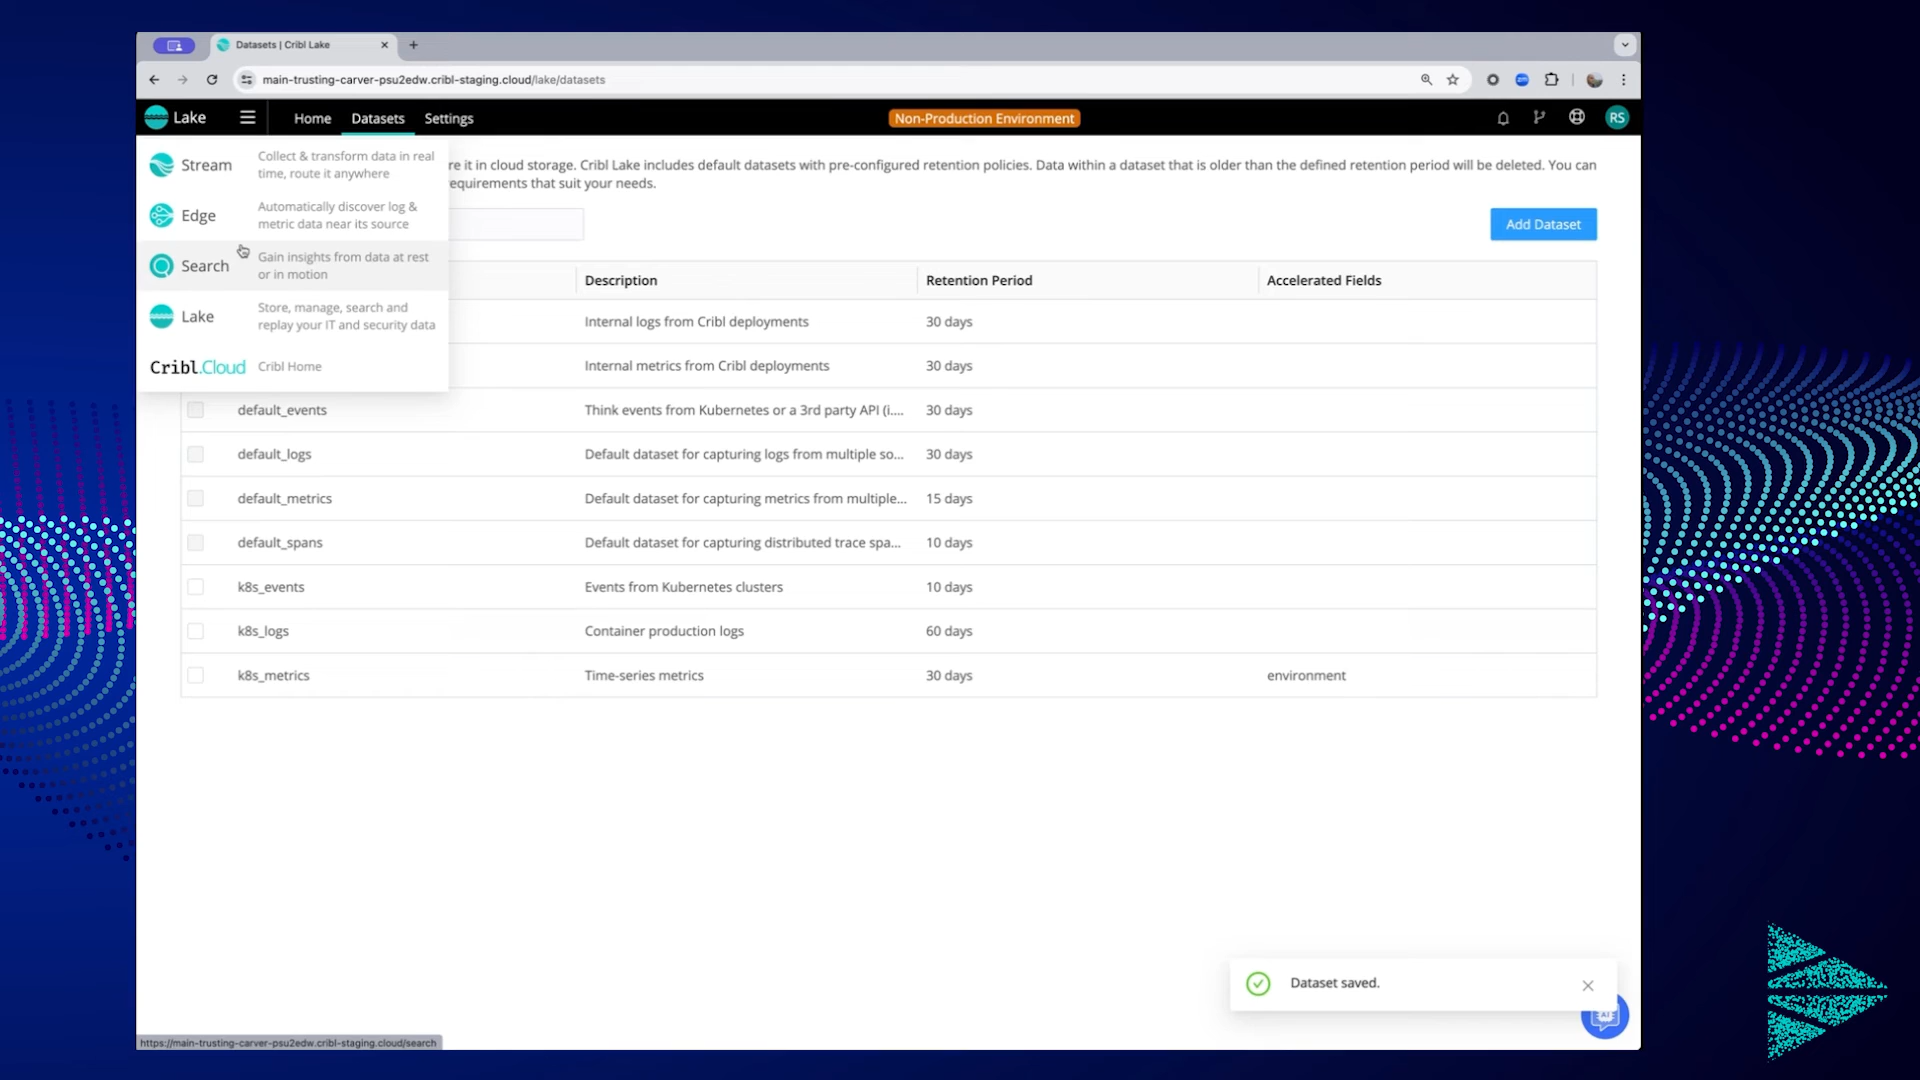 Datasets | Cribl Lake
main-trusting-carver-psu2edw.cribl-staging.cloud/lake/datasets
Lake
Home
Datasets
Settings
Non-Production Environment
RS
Stream
Collect & transform data in real
time, route it anywhere
Edge
Automatically discover log &
metric data near its source
Search
Gain insights from data at rest
or in motion
Lake
Store, manage, search and
replay your IT and security data
Cribl.Cloud
Cribl Home
re it in cloud storage. Cribl Lake includes default datasets with pre-configured retention policies. Data within a dataset that is older than the defined retention period will be deleted. You can
equirements that suit your needs.
Add Dataset
Description Retention Period Accelerated Fields
Internal logs from Cribl deployments 30 days
Internal metrics from Cribl deployments 30 days
default_events Think events from Kubernetes or a 3rd party API (i.... 30 days
default_logs Default dataset for capturing logs from multiple so... 30 days
default_metrics Default dataset for capturing metrics from multiple... 15 days
default_spans Default dataset for capturing distributed trace spa... 10 days
k8s_events Events from Kubernetes clusters 10 days
k8s_logs Container production logs 60 days
k8s_metrics Time-series metrics 30 days environment
Dataset saved.
AI
https://main-trusting-carver-psu2edw.cribl-staging.cloud/search